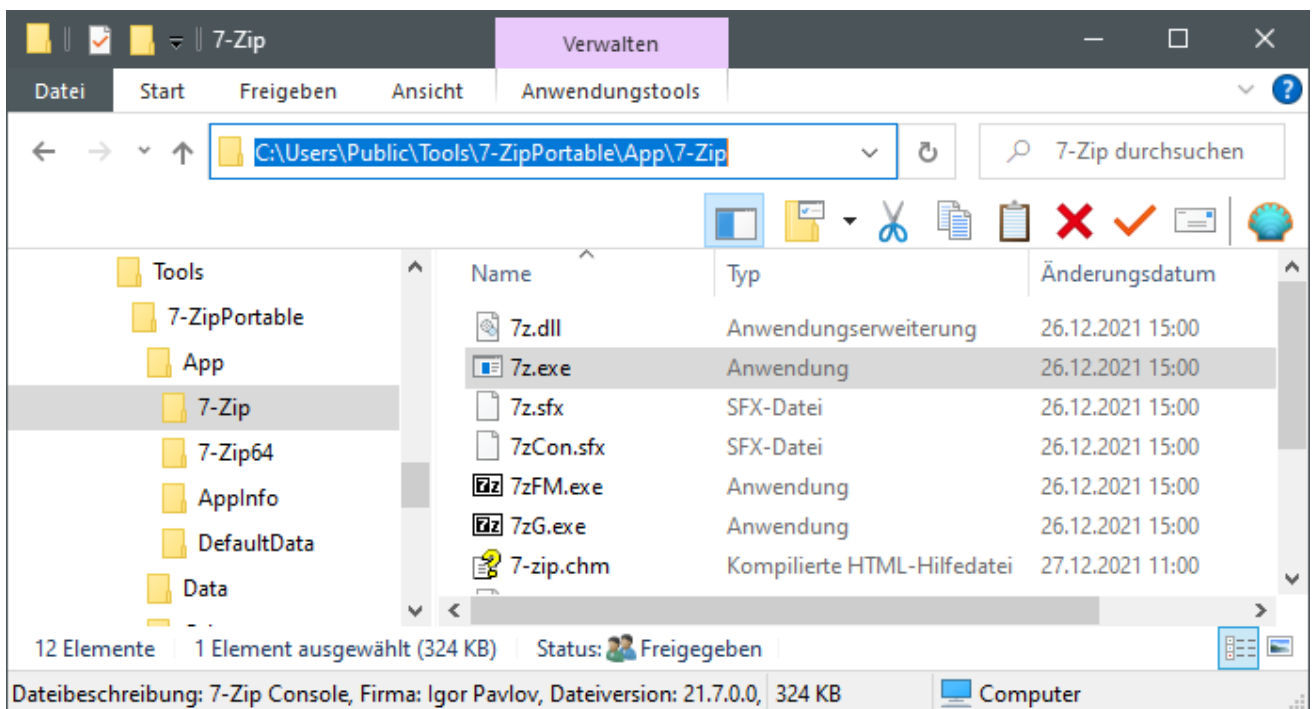 7-Zip
Verwalten
Datei Start Freigeben Ansicht Anwendungstools
C:\Users\Public\Tools\7-ZipPortable\App\7-Zip
7-Zip durchsuchen
Tools
7-ZipPortable
App
7-Zip
7-Zip64
AppInfo
DefaultData
Data
Name Typ Änderungsdatum
7z.dll Anwendungserweiterung 26.12.2021 15:00
7z.exe Anwendung 26.12.2021 15:00
7z.sfx SFX-Datei 26.12.2021 15:00
7zCon.sfx SFX-Datei 26.12.2021 15:00
7zFM.exe Anwendung 26.12.2021 15:00
7zG.exe Anwendung 26.12.2021 15:00
7-zip.chm Kompilierte HTML-Hilfedatei 27.12.2021 11:00
12 Elemente 1 Element ausgewählt (324 KB) Status: Freigegeben
Dateibeschreibung: 7-Zip Console, Firma: Igor Pavlov, Dateiversion: 21.7.0.0, 324 KB Computer